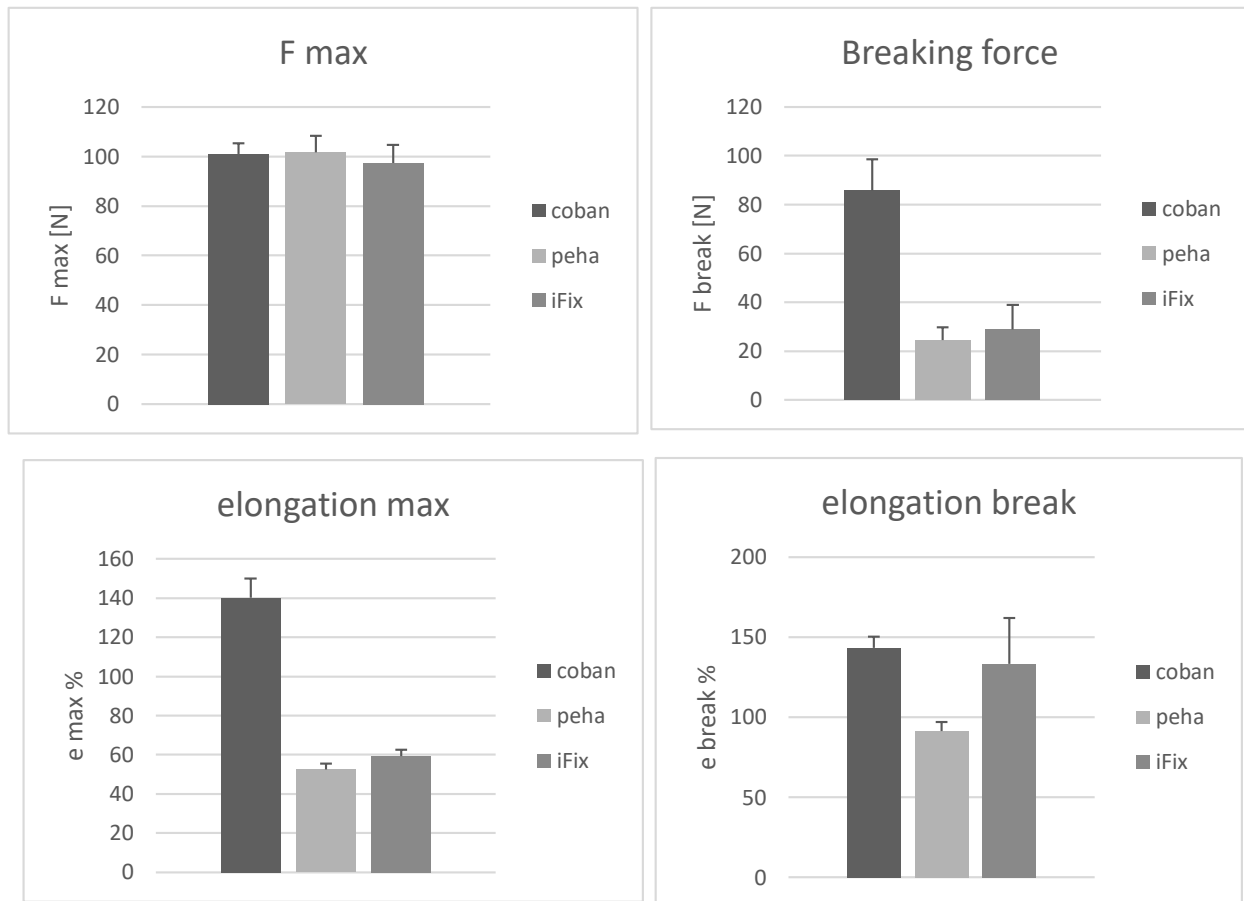 F max
F max [N]
120
100
80
60
40
20
0
coban
peha
iFix
Breaking force
F break [N]
120
100
80
60
40
20
0
coban
peha
iFix
elongation max
e max %
160
140
120
100
80
60
40
20
0
coban
peha
iFix
elongation break
e break %
200
150
100
50
0
coban
peha
iFix